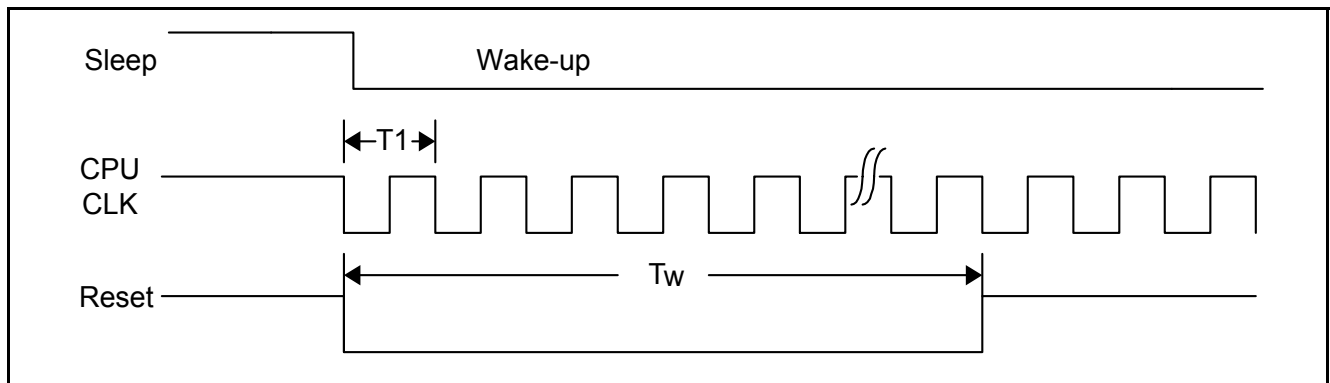 Sleep
Wake-up
T1
CPU
CLK
Tw
Reset